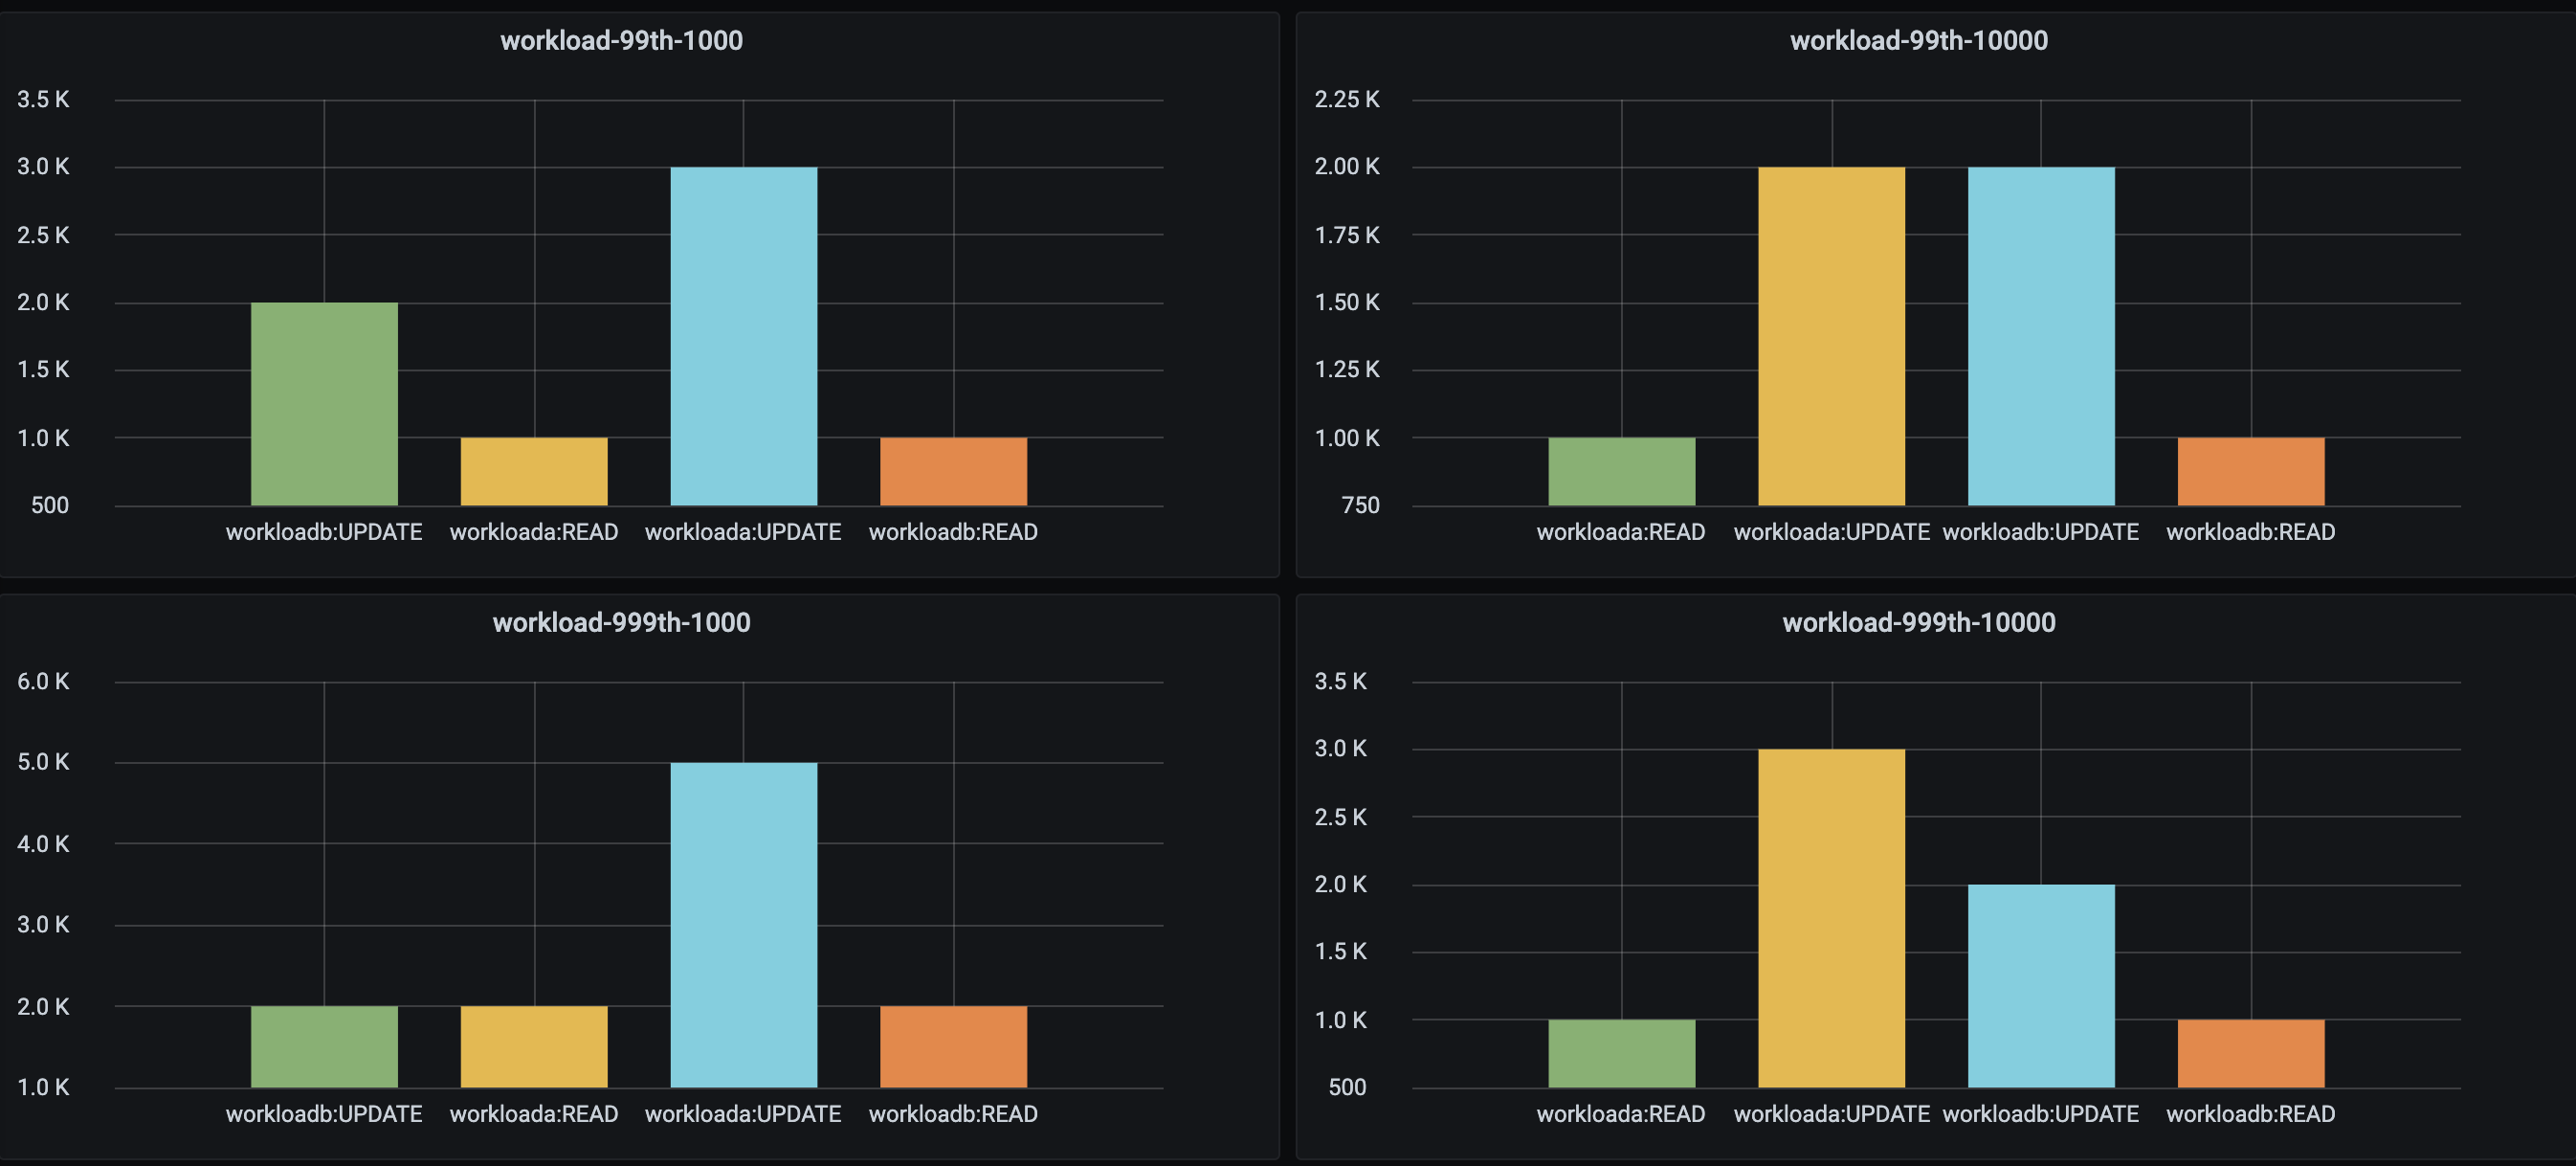 workload-99th-1000
3.5 K
3.0 K
2.5 K
2.0 K
1.5 K
1.0 K
500
workloadb:UPDATE workloada:READ workloada:UPDATE workloadb:READ
workload-99th-10000
2.25 K
2.00 K
1.75 K
1.50 K
1.25 K
1.00 K
750
workloada:READ workloada:UPDATE workloadb:UPDATE workloadb:READ
workload-999th-1000
6.0 K
5.0 K
4.0 K
3.0 K
2.0 K
1.0 K
workloadb:UPDATE workloada:READ workloada:UPDATE workloadb:READ
workload-999th-10000
3.5 K
3.0 K
2.5 K
2.0 K
1.5 K
1.0 K
500
workloada:READ workloada:UPDATE workloadb:UPDATE workloadb:READ